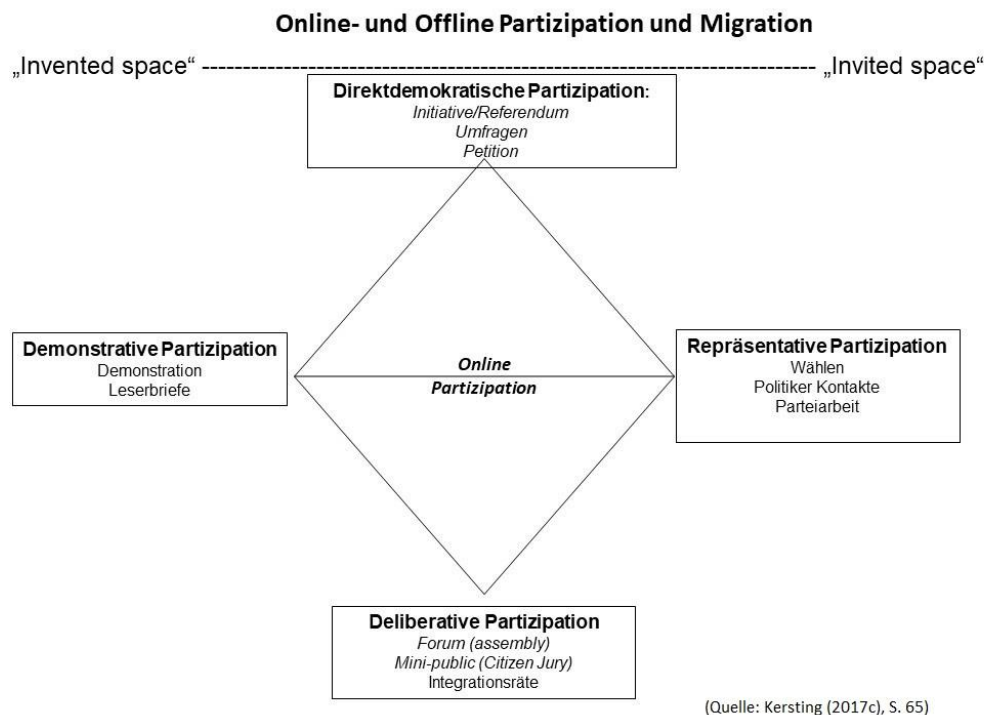 Online- und Offline Partizipation und Migration
„Invented space“ ---------------------------------------------------------------------------- „Invited space“
Direktdemokratische Partizipation:
Initiative/Referendum
Umfragen
Petition
Demonstrative Partizipation
Demonstration
Leserbriefe
Online
Partizipation
Repräsentative Partizipation
Wählen
Politiker Kontakte
Parteiarbeit
Deliberative Partizipation
Forum (assembly)
Mini-public (Citizen Jury)
Integrationsräte
(Quelle: Kersting (2017c), S. 65)